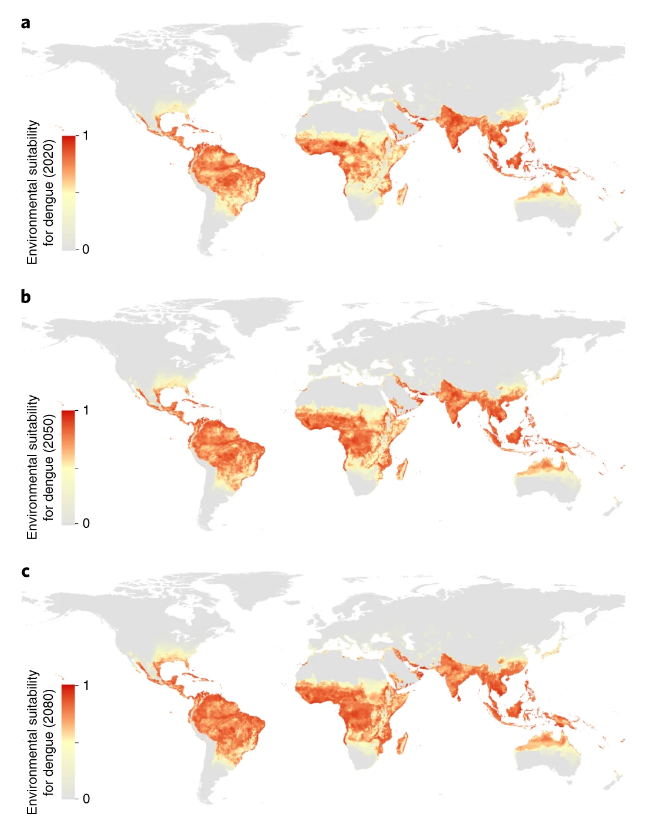 a
Environmental suitability
for dengue (2020)
1
0
b
Environmental suitability
for dengue (2050)
1
0
c
Environmental suitability
for dengue (2080)
1
0